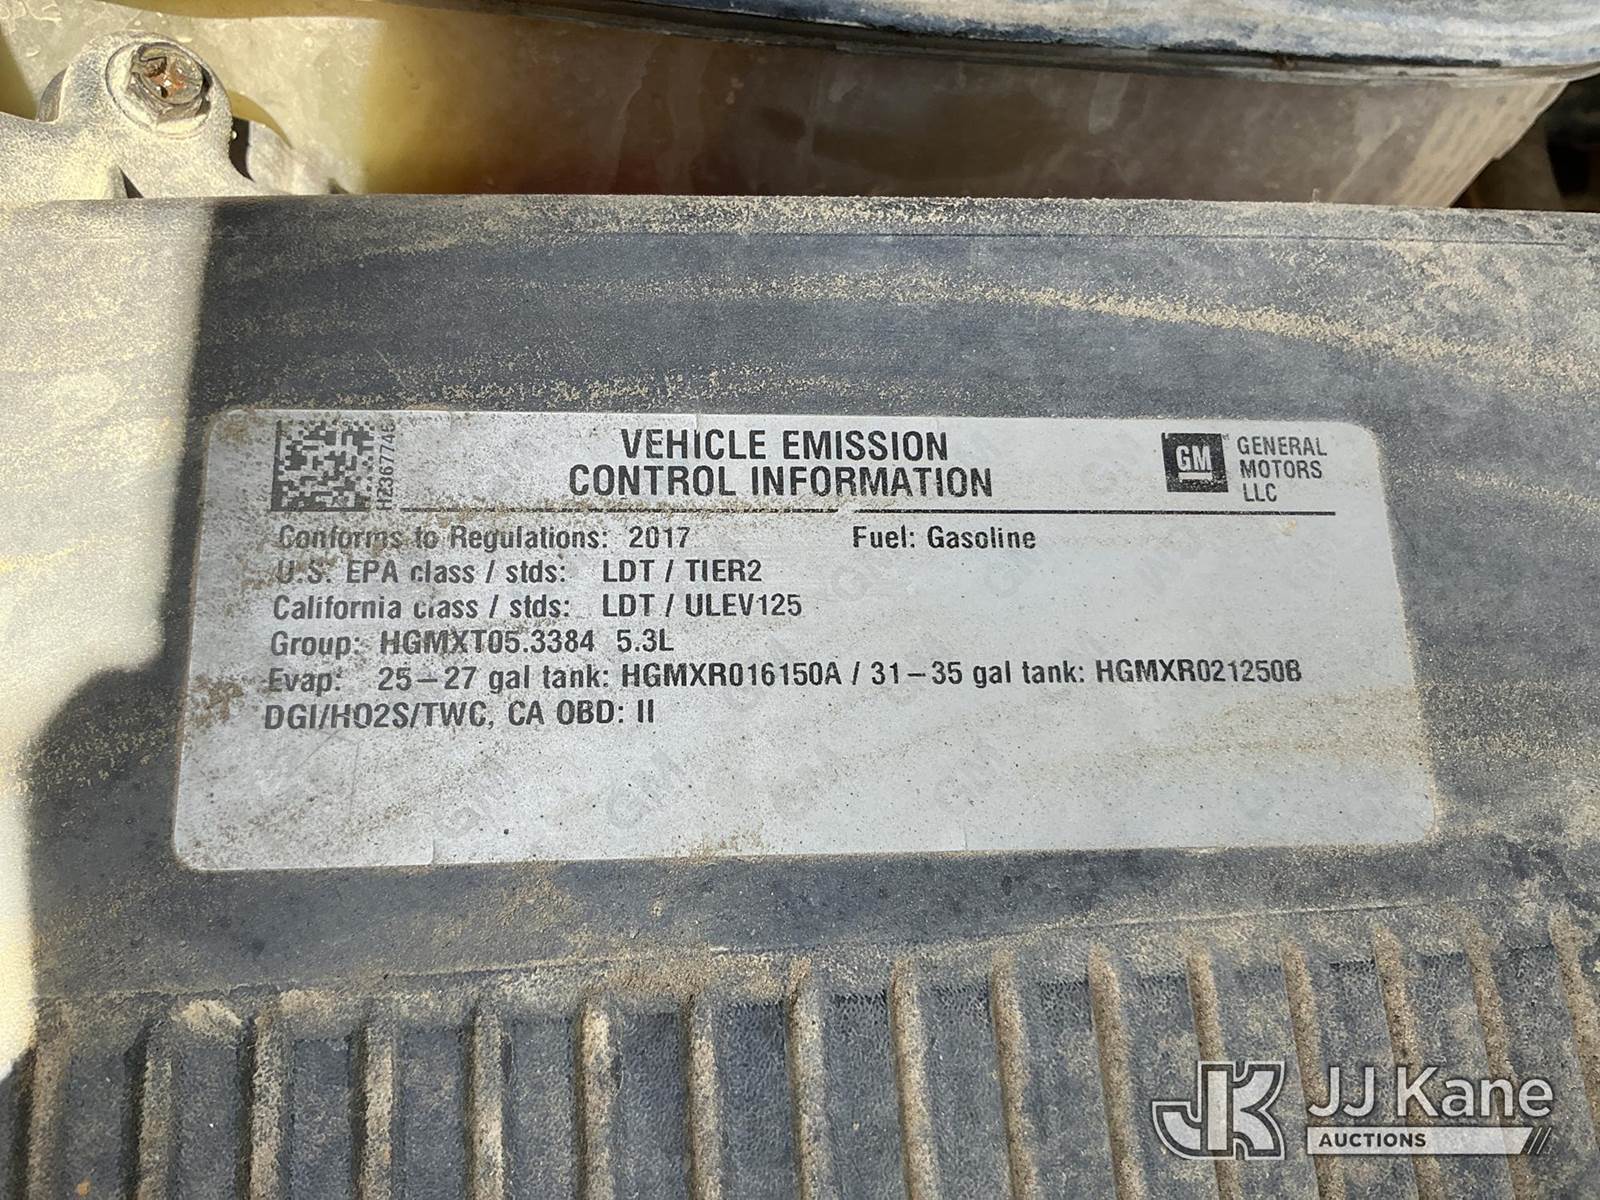 VEHICLE EMISSION
CONTROL INFORMATION
GM GENERAL
MOTORS
LLC
HZ367745
Conforms to Regulations: 2017 Fuel: Gasoline
U.S. EPA class / stds: LDT / TIER2
California class / stds: LDT / ULEV125
Group: HGMXT05.3384 5.3L
Evap: 25-27 gal tank: HGMXR016150A / 31-35 gal tank: HGMXR021250B
DGI/HO2S/TWC, CA OBD: II
JK JJ Kane
AUCTIONS